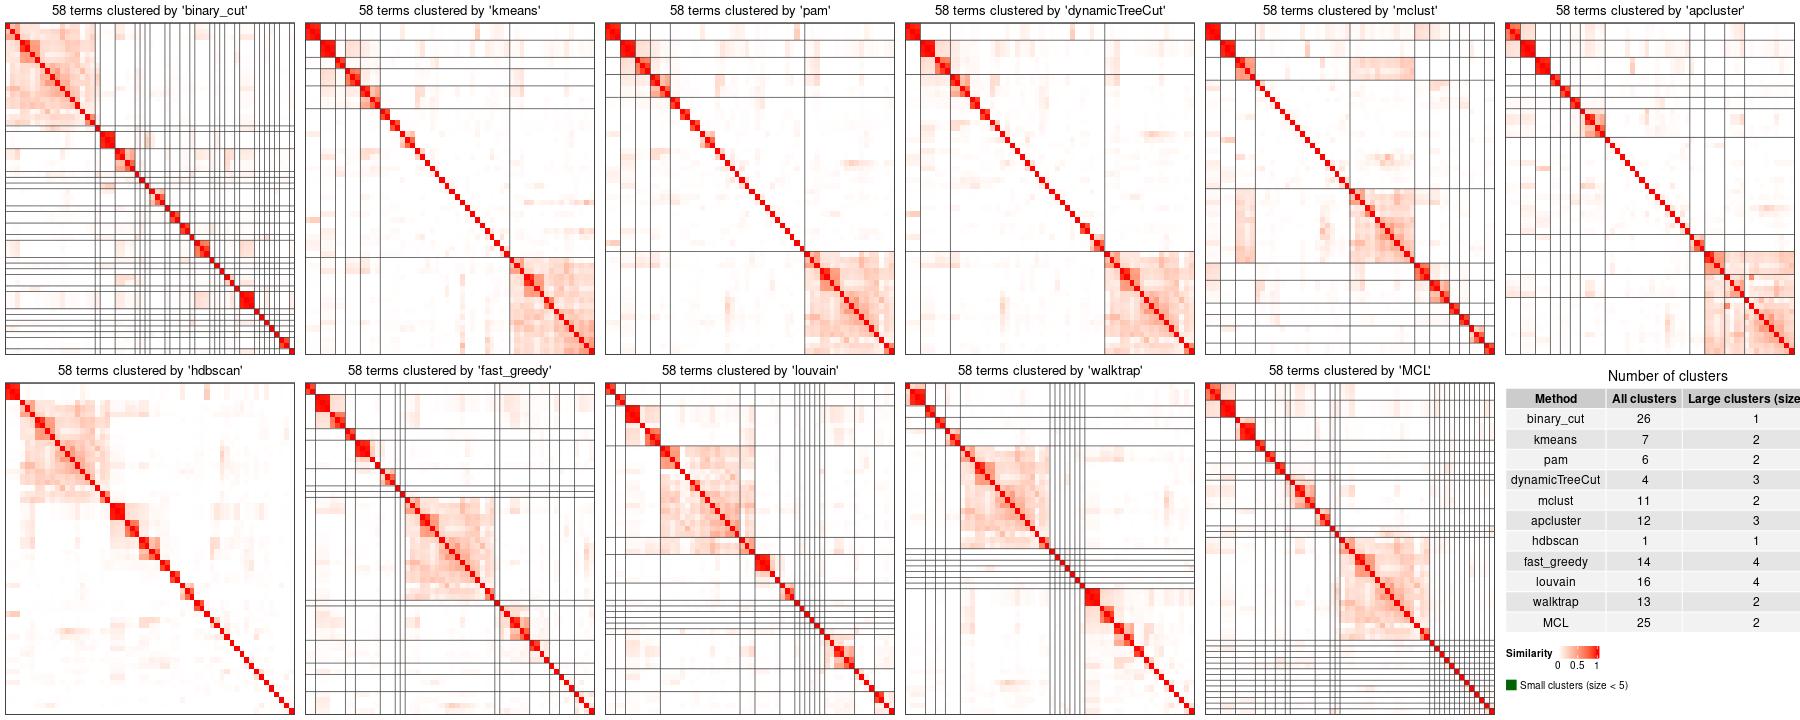 58 terms clustered by 'binary_cut'
58 terms clustered by 'kmeans'
58 terms clustered by 'pam'
58 terms clustered by 'dynamicTreeCut'
58 terms clustered by 'mclust'
58 terms clustered by 'apcluster'
58 terms clustered by 'hdbscan'
58 terms clustered by 'fast_greedy'
58 terms clustered by 'louvain'
58 terms clustered by 'walktrap'
58 terms clustered by 'MCL'
Number of clusters
Method All clusters Large clusters (size
binary_cut 26 1
kmeans 7 2
pam 6 2
dynamicTreeCut 4 3
mclust 11 2
apcluster 12 3
hdbscan 1 1
fast_greedy 14 4
louvain 16 4
walktrap 13 2
MCL 25 2
Similarity
0 0.5 1
Small clusters (size < 5)